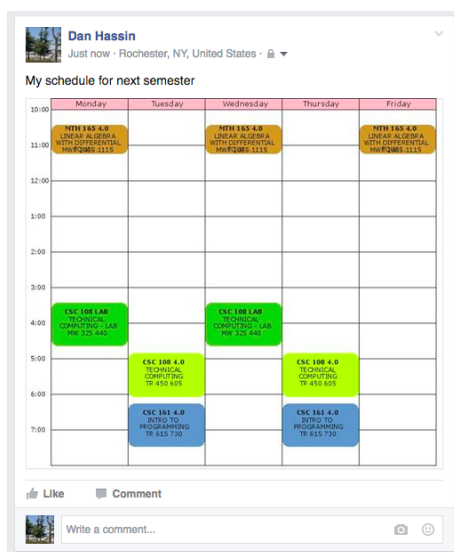 Dan Hassin
Just now · Rochester, NY, United States ·
My schedule for next semester
Monday Tuesday Wednesday Thursday Friday
10:00
MTH 165 4.0
LINEAR ALGEBRA
WITH DIFFERENTIAL
1115
MTH 165 4.0
LINEAR ALGEBRA
WITH DIFFERENTIAL
1115
MTH 165 4.0
LINEAR ALGEBRA
WITH DIFFERENTIAL
1115
11:00
12:00
1:00
2:00
3:00
CSC 108 LAB
TECHNICAL
COMPUTING - LAB
MW 325 440
CSC 108 LAB
TECHNICAL
COMPUTING - LAB
MW 325 440
4:00
5:00
CSC 108 4.0
TECHNICAL
COMPUTING
TR 450 605
CSC 108 4.0
TECHNICAL
COMPUTING
TR 450 605
6:00
CSC 161 4.0
INTRO TO
PROGRAMMING
TR 615 730
CSC 161 4.0
INTRO TO
PROGRAMMING
TR 615 730
7:00
Like Comment
Write a comment...